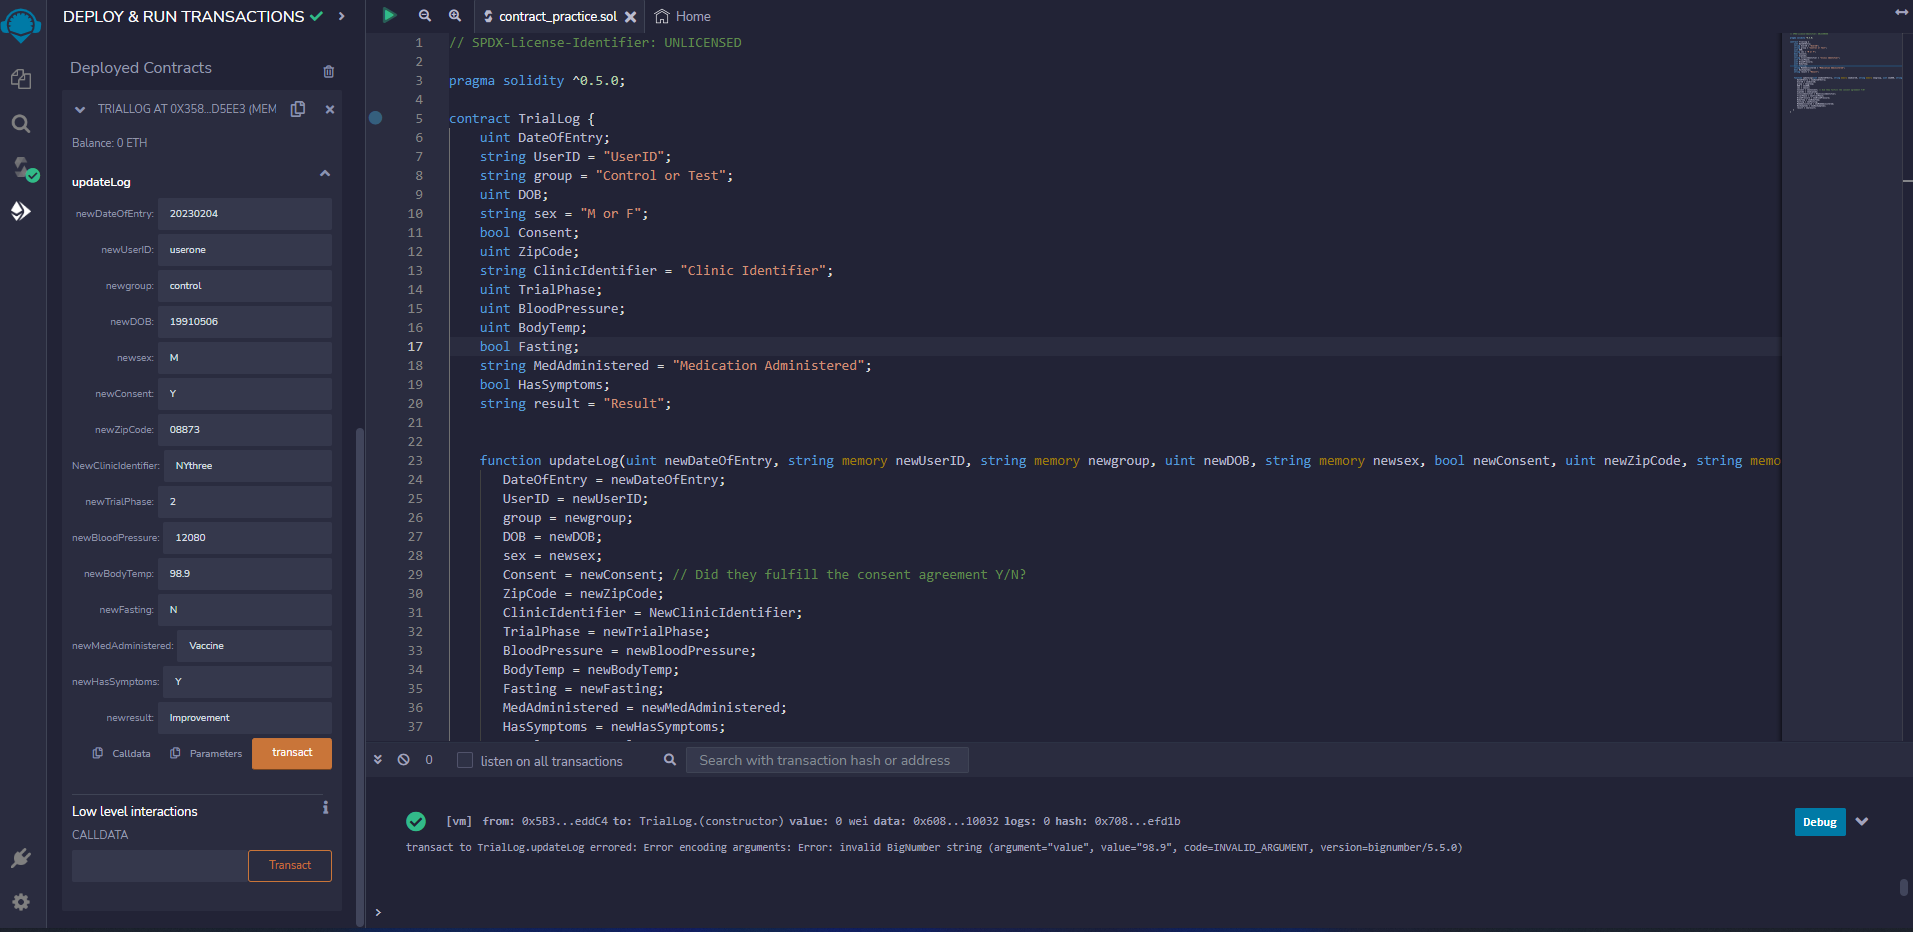 DEPLOY & RUN TRANSACTIONS
Deployed Contracts
TRIALLOG AT 0X358...D5EE3 (MEM
Balance: 0 ETH
updateLog
newDateOfEntry: 20230204
newUserID: userone
newgroup: control
newDOB: 19910506
newsex: M
newConsent: Y
newZipCode: 08873
NewClinicIdentifier: NYthree
newTrialPhase: 2
newBloodPressure: 12080
newBodyTemp: 98.9
newFasting: N
newMedAdministered: Vaccine
newHasSymptoms: Y
newresult: Improvement
Calldata Parameters transact
Low level interactions
CALLDATA
Transact
contract_practice.sol Home
1 // SPDX-License-Identifier: UNLICENSED
2
3 pragma solidity ^0.5.0;
4
5 contract TrialLog {
6 uint DateOfEntry;
7 string UserID = "UserID";
8 string group = "Control or Test";
9 uint DOB;
10 string sex = "M or F";
11 bool Consent;
12 uint ZipCode;
13 string ClinicIdentifier = "Clinic Identifier";
14 uint TrialPhase;
15 uint BloodPressure;
16 uint BodyTemp;
17 bool Fasting;
18 string MedAdministered = "Medication Administered";
19 bool HasSymptoms;
20 string result = "Result";
21
22
23 function updateLog(uint newDateOfEntry, string memory newUserID, string memory newgroup, uint newDOB, string memory newsex, bool newConsent, uint newZipCode, string memo
24 DateOfEntry = newDateOfEntry;
25 UserID = newUserID;
26 group = newgroup;
27 DOB = newDOB;
28 sex = newsex;
29 Consent = newConsent; // Did they fulfill the consent agreement Y/N?
30 ZipCode = newZipCode;
31 ClinicIdentifier = NewClinicIdentifier;
32 TrialPhase = newTrialPhase;
33 BloodPressure = newBloodPressure;
34 BodyTemp = newBodyTemp;
35 Fasting = newFasting;
36 MedAdministered = newMedAdministered;
37 HasSymptoms = newHasSymptoms;
0 listen on all transactions Search with transaction hash or address
[vm] from: 0x5B3...eddC4 to: TrialLog.(constructor) value: 0 wei data: 0x608...10032 logs: 0 hash: 0x708...efd1b
Debug
transact to TrialLog.updateLog errored: Error encoding arguments: Error: invalid BigNumber string (argument="value", value="98.9", code=INVALID_ARGUMENT, version=bignumber/5.5.0)
>